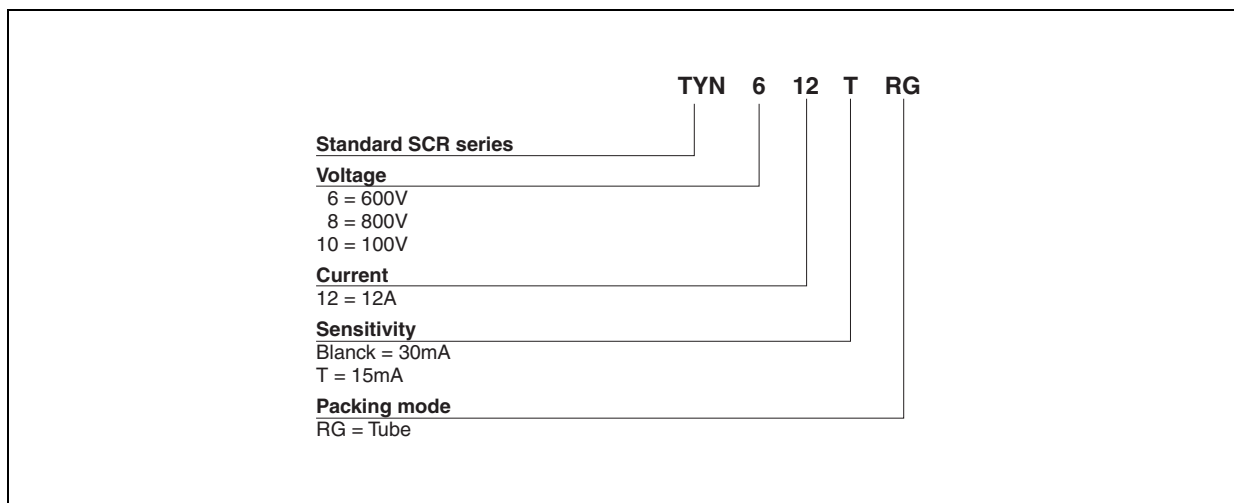 TYN 6 12 T RG
Standard SCR series
Voltage
6 = 600V
8 = 800V
10 = 100V
Current
12 = 12A
Sensitivity
Blanck = 30mA
T = 15mA
Packing mode
RG = Tube